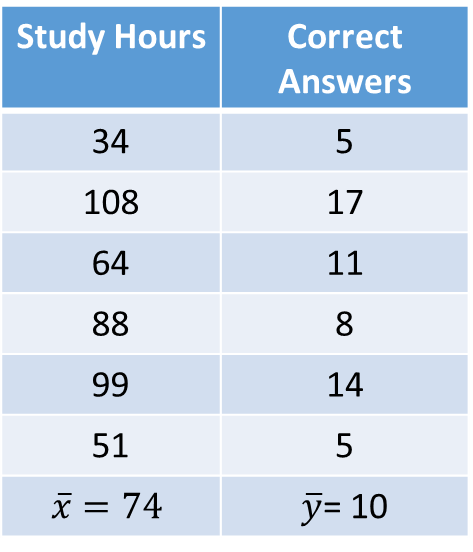 Study Hours Correct
Answers
34 5
108 17
64 11
88 8
99 14
51 5
x̄ = 74 ȳ= 10